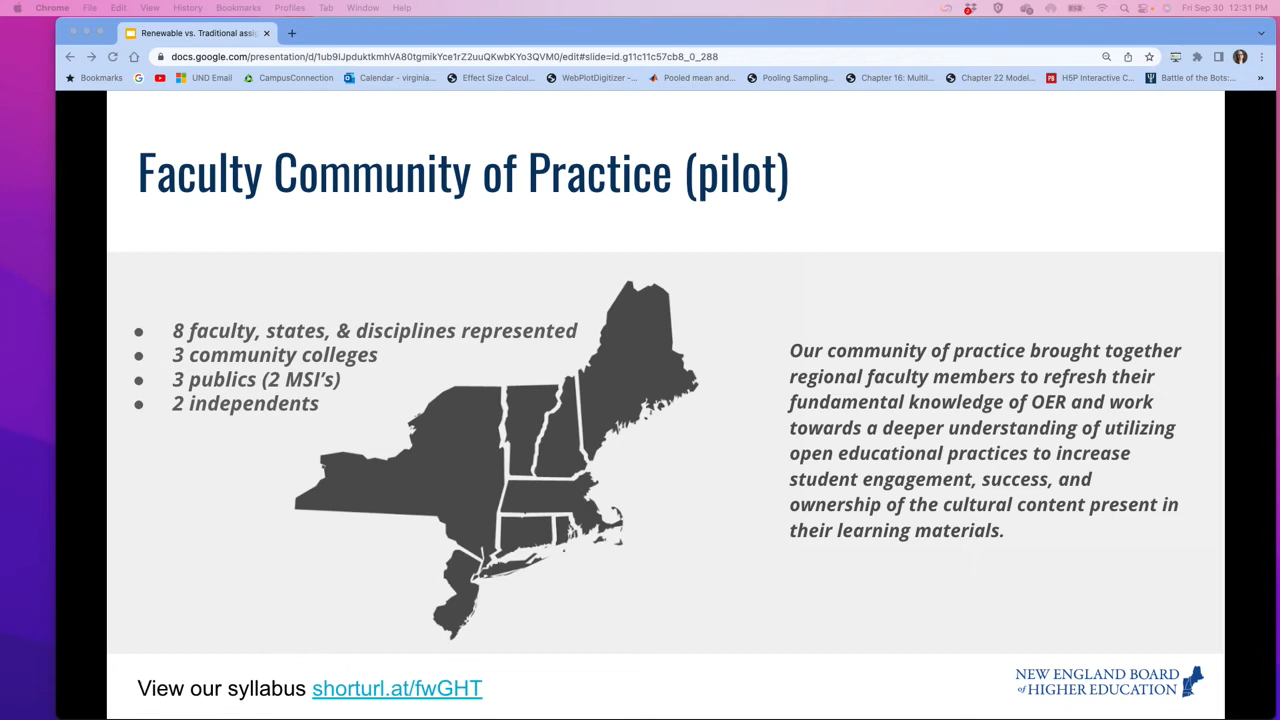 Chrome File Edit View History Bookmarks Profiles Tab Window Help Fri Sep 30 12:31 PM
Renewable vs. Traditional assig
docs.google.com/presentation/d/1ub9IJpduktkmhVA80tgmikYce1rZ2uuQKwbKYo3QVM0/edit#slide=id.g11c11c57cb8_0_288
Bookmarks UND Email CampusConnection Calendar - virginia... Effect Size Calcul... WebPlotDigitizer -... Pooled mean and... Pooling Sampling... Chapter 16: Multil... Chapter 22 Model... H5P Interactive C... Battle of the Bots:... »
Faculty Community of Practice (pilot)
● 8 faculty, states, & disciplines represented
● 3 community colleges
● 3 publics (2 MSI's)
● 2 independents
Our community of practice brought together
regional faculty members to refresh their
fundamental knowledge of OER and work
towards a deeper understanding of utilizing
open educational practices to increase
student engagement, success, and
ownership of the cultural content present in
their learning materials.
View our syllabus shorturl.at/fwGHT
NEW ENGLAND BOARD
of HIGHER EDUCATION